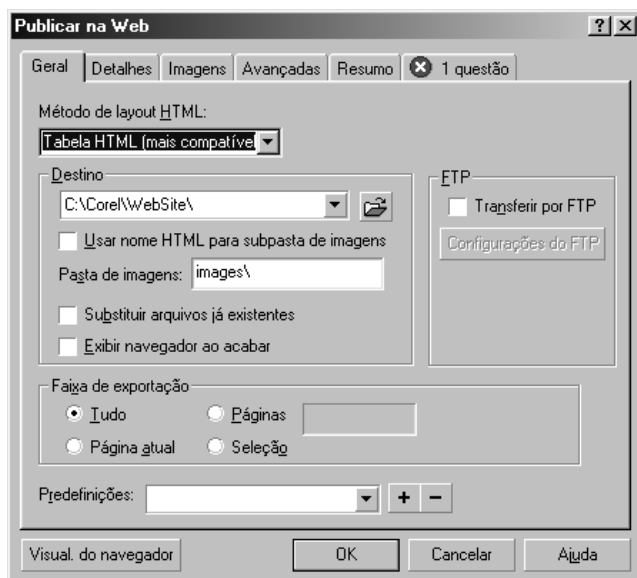 Publicar na Web
Geral Detalhes Imagens Avançadas Resumo 1 questão
Método de layout HTML:
Tabela HTML (mais compatível
Destino
C:\Corel\WebSite\
Usar nome HTML para subpasta de imagens
Pasta de imagens: images\
Substituir arquivos já existentes
Exibir navegador ao acabar
FTP
Transferir por FTP
Configurações do FTP
Faixa de exportação
Tudo Páginas
Página atual Seleção
Predefinições: + −
Visual. do navegador OK Cancelar Ajuda